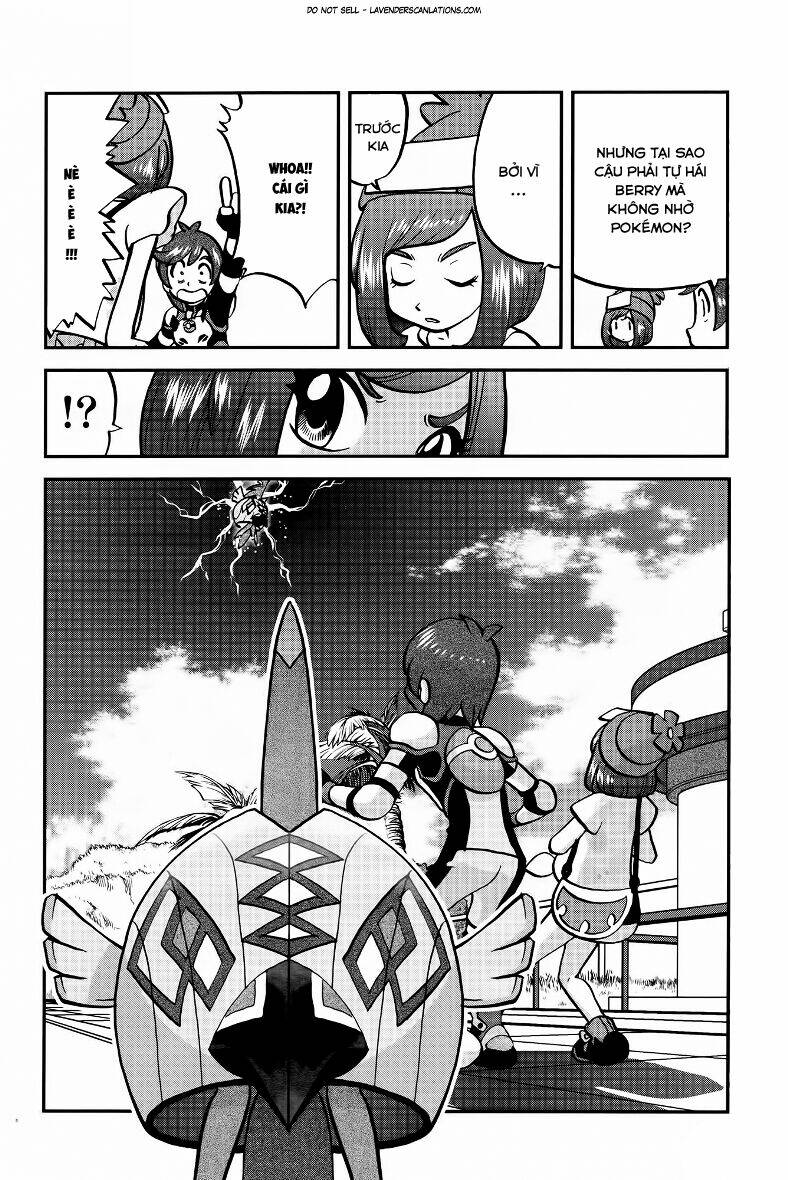 DO NOT SELL - LAVENDERSCANLATIONS.COM
NHƯNG TẠI SAO
CẬU PHẢI TỰ HÁI
BERRY MÀ
KHÔNG NHỜ
POKÉMON?
BỞI VÌ
...
TRƯỚC
KIA
WHOA!!
CÁI GÌ
KIA?!
NÈ
È
È
È
!!!
!?